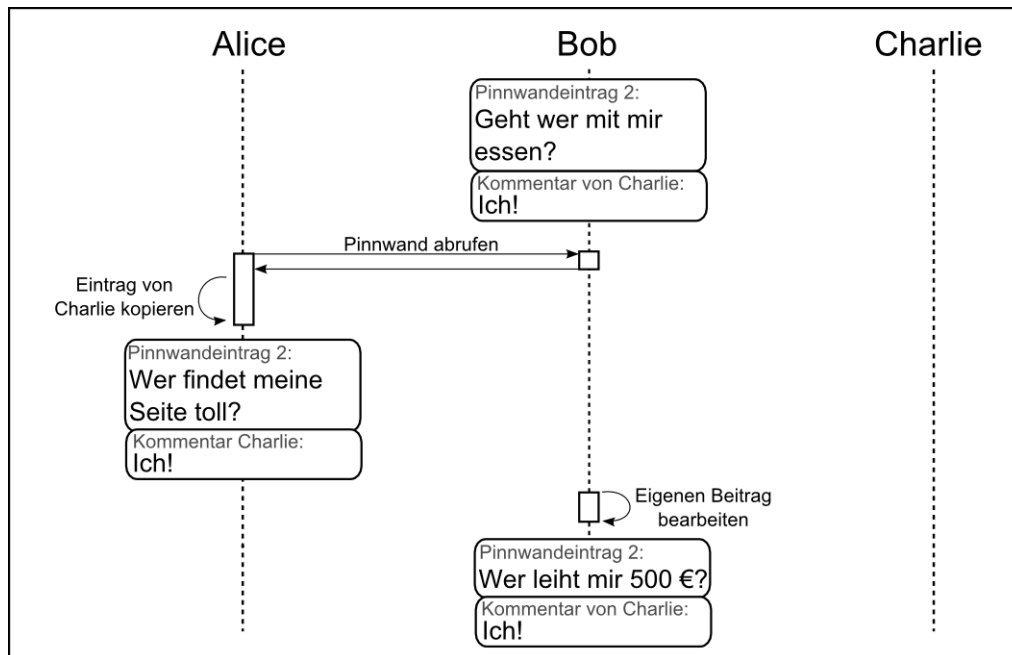 Alice
Bob
Charlie
Pinnwandeintrag 2:
Geht wer mit mir
essen?
Kommentar von Charlie:
Ich!
Pinnwand abrufen
Eintrag von
Charlie kopieren
Pinnwandeintrag 2:
Wer findet meine
Seite toll?
Kommentar Charlie:
Ich!
Eigenen Beitrag
bearbeiten
Pinnwandeintrag 2:
Wer leiht mir 500 €?
Kommentar von Charlie:
Ich!